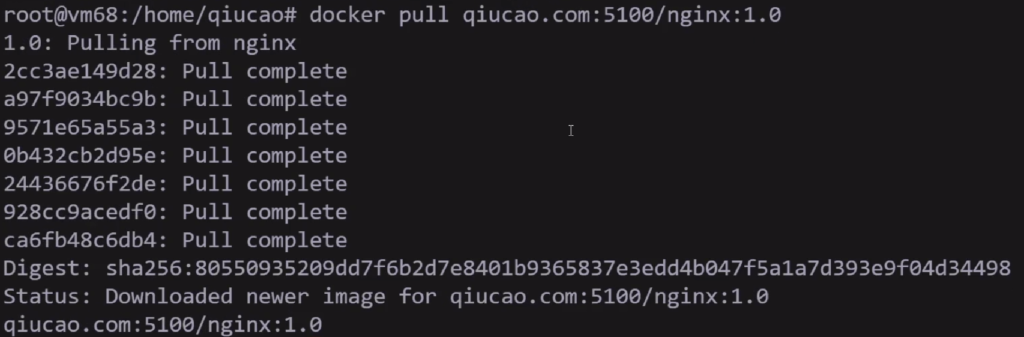 root@vm68:/home/qiucao# docker pull qiucao.com:5100/nginx:1.0
1.0: Pulling from nginx
2cc3ae149d28: Pull complete
a97f9034bc9b: Pull complete
9571e65a55a3: Pull complete
0b432cb2d95e: Pull complete
24436676f2de: Pull complete
928cc9acedf0: Pull complete
ca6fb48c6db4: Pull complete
Digest: sha256:80550935209dd7f6b2d7e8401b9365837e3edd4b047f5a1a7d393e9f04d34498
Status: Downloaded newer image for qiucao.com:5100/nginx:1.0
qiucao.com:5100/nginx:1.0